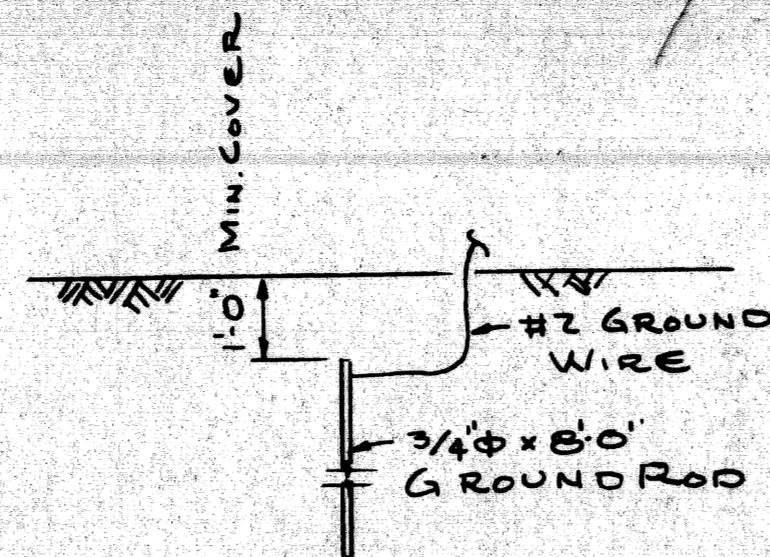 MIN. COVER
1'-0"
#2 GROUND
WIRE
3/4"φ x 8'-0"
GROUND ROD